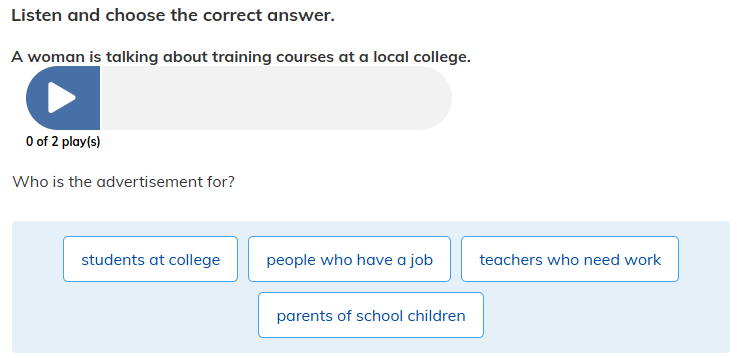 Listen and choose the correct answer.
A woman is talking about training courses at a local college.
0 of 2 play(s)
Who is the advertisement for?
students at college
people who have a job
teachers who need work
parents of school children